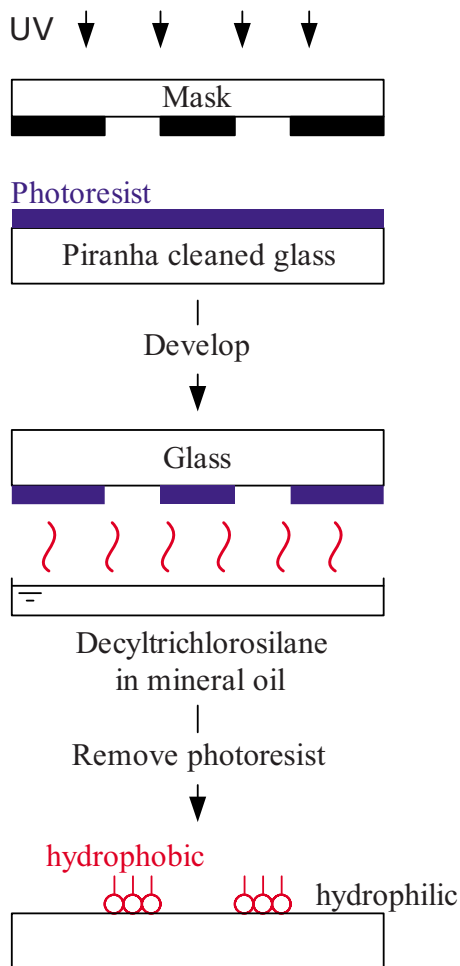 UV
Mask
Photoresist
Piranha cleaned glass
Develop
Glass
Decyltrichlorosilane
in mineral oil
Remove photoresist
hydrophobic
hydrophilic